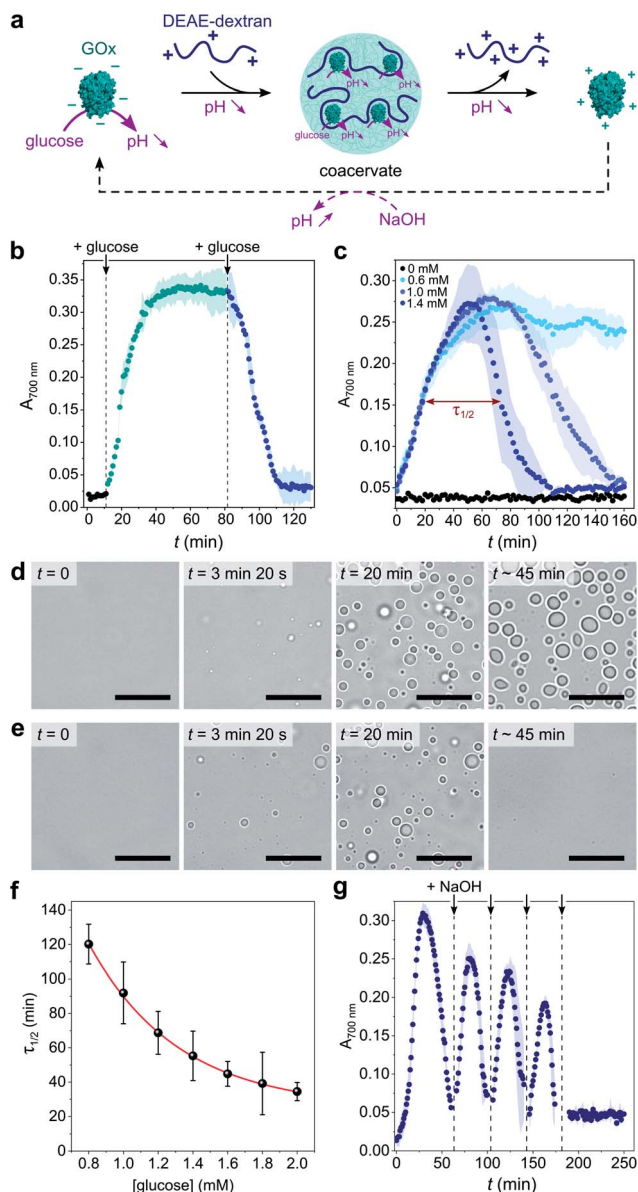 a
DEAE-dextran
GOx
glucose
pH
pH
glucose
pH
pH
pH
pH
coacervate
pH
pH
NaOH
b
+ glucose
+ glucose
0.35
0.30
0.25
0.20
0.15
0.10
0.05
0.00
A700 nm
0 20 40 60 80 100 120
t (min)
c
0 mM
0.6 mM
1.0 mM
1.4 mM
0.30
0.25
0.20
0.15
0.10
0.05
A700 nm
τ1/2
0 20 40 60 80 100 120 140 160
t (min)
d
t = 0
t = 3 min 20 s
t = 20 min
t ~ 45 min
e
t = 0
t = 3 min 20 s
t = 20 min
t ~ 45 min
f
140
120
100
80
60
40
20
0
τ1/2 (min)
0.8 1.0 1.2 1.4 1.6 1.8 2.0
[glucose] (mM)
g
+ NaOH
0.30
0.25
0.20
0.15
0.10
0.05
0.00
A700 nm
0 50 100 150 200 250
t (min)